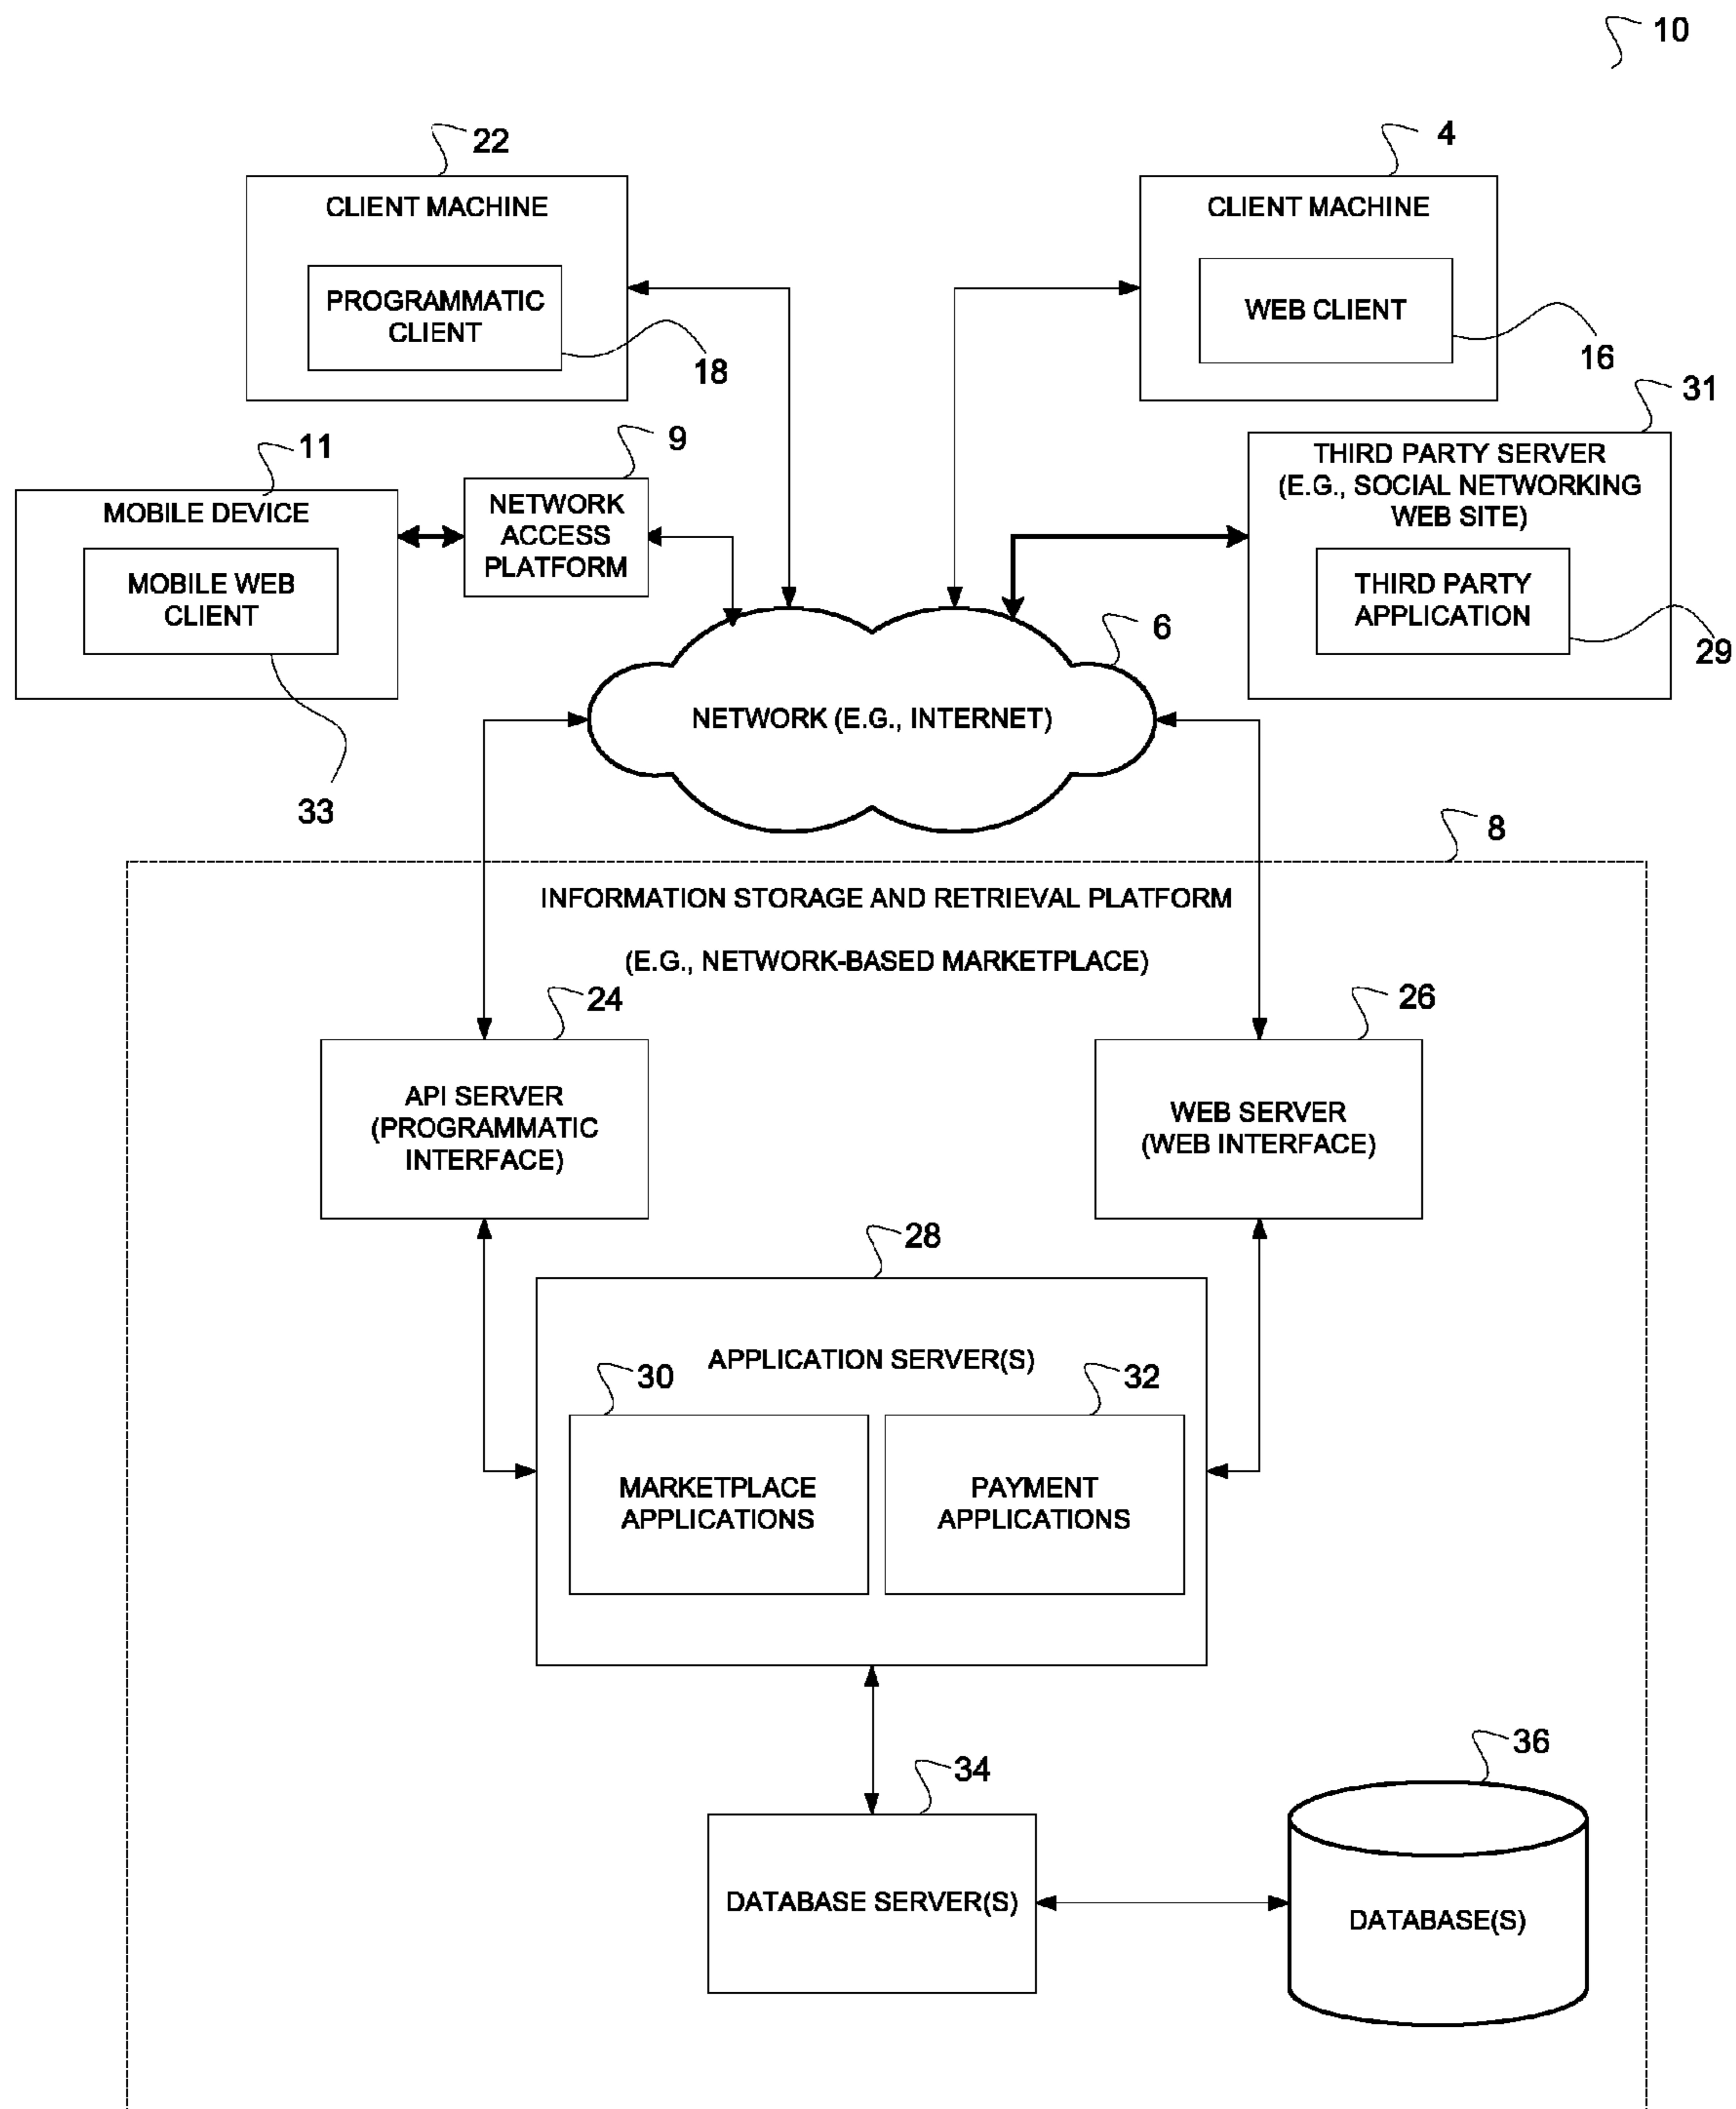 10
22
4
CLIENT MACHINE
PROGRAMMATIC
CLIENT
18
CLIENT MACHINE
WEB CLIENT
16
31
11
9
MOBILE DEVICE
MOBILE WEB
CLIENT
33
NETWORK
ACCESS
PLATFORM
THIRD PARTY SERVER
(E.G., SOCIAL NETWORKING
WEB SITE)
THIRD PARTY
APPLICATION
29
6
NETWORK (E.G., INTERNET)
8
INFORMATION STORAGE AND RETRIEVAL PLATFORM
(E.G., NETWORK-BASED MARKETPLACE)
24
26
API SERVER
(PROGRAMMATIC
INTERFACE)
WEB SERVER
(WEB INTERFACE)
28
APPLICATION SERVER(S)
30
32
MARKETPLACE
APPLICATIONS
PAYMENT
APPLICATIONS
34
36
DATABASE SERVER(S)
DATABASE(S)